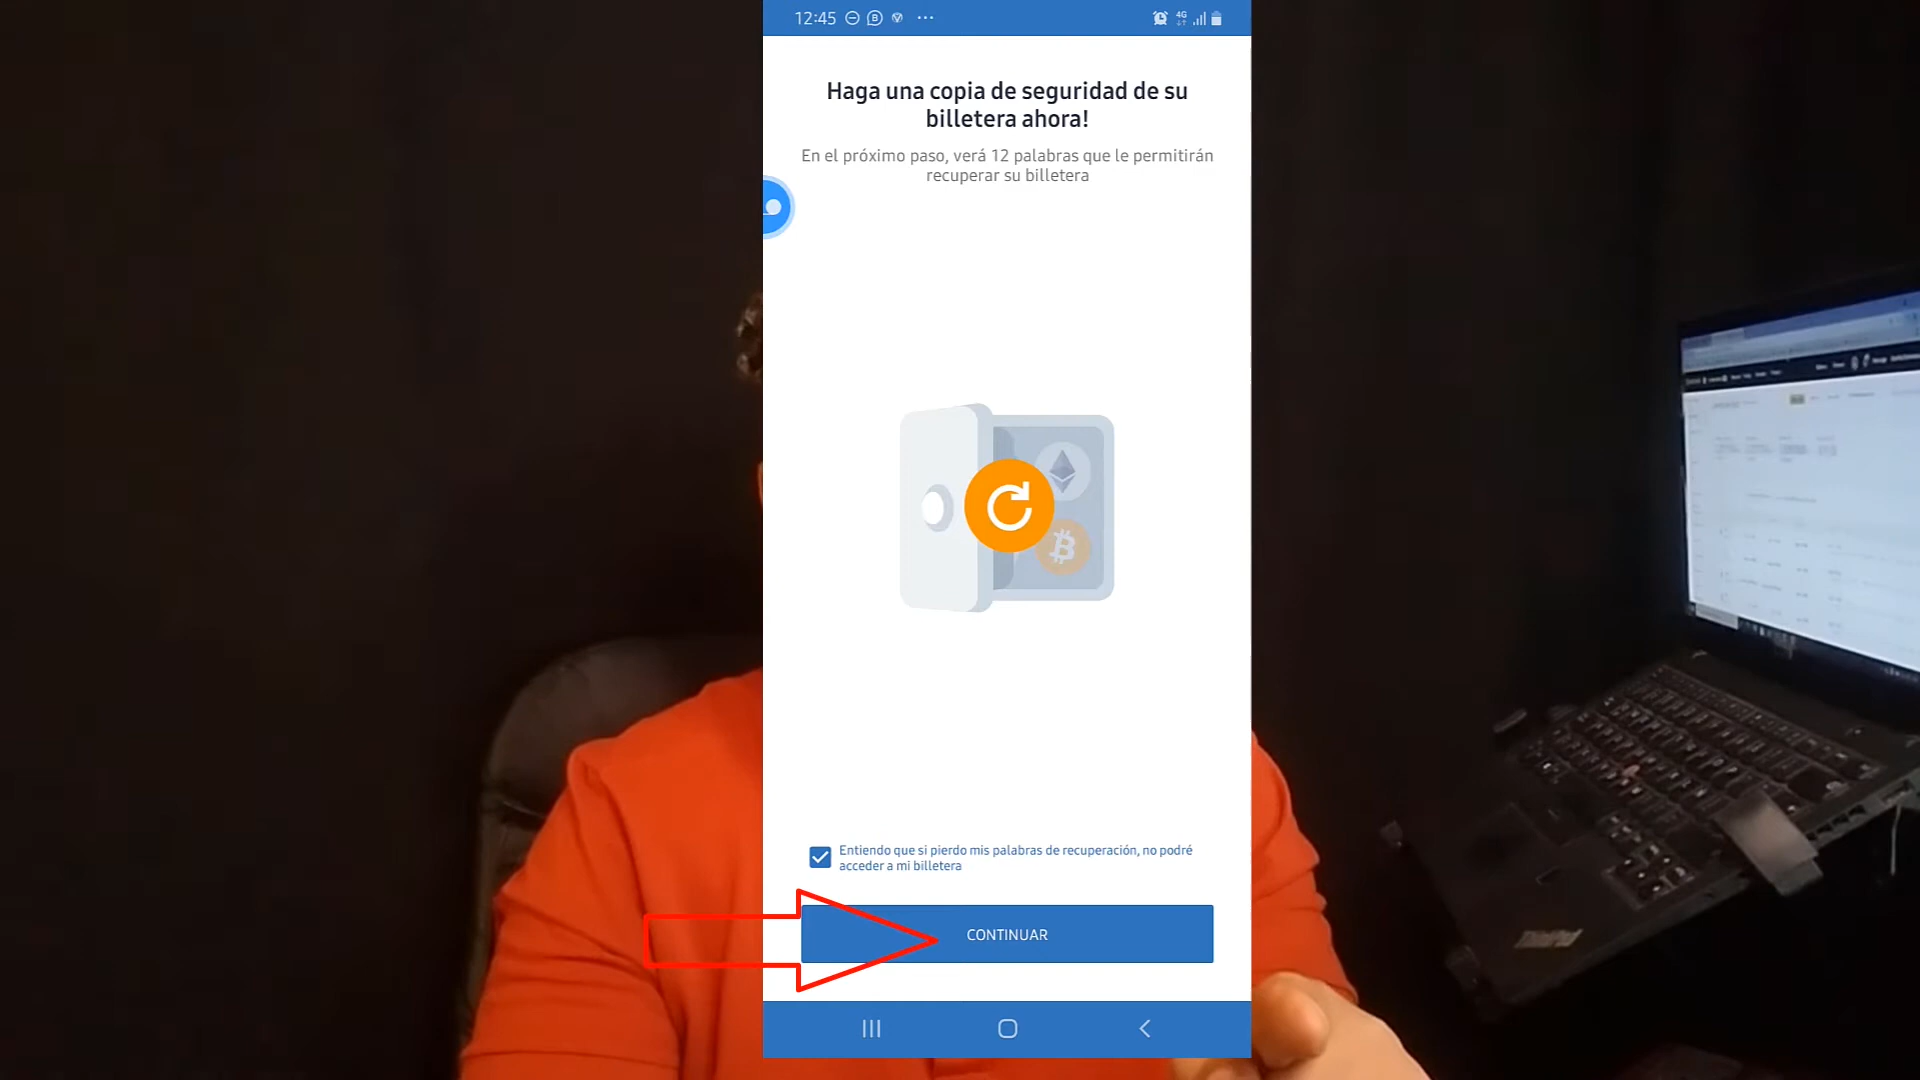 12:45
4G
Haga una copia de seguridad de su
billetera ahora!
En el próximo paso, verá 12 palabras que le permitirán
recuperar su billetera
Entiendo que si pierdo mis palabras de recuperación, no podré
acceder a mi billetera
CONTINUAR
ThinkPad